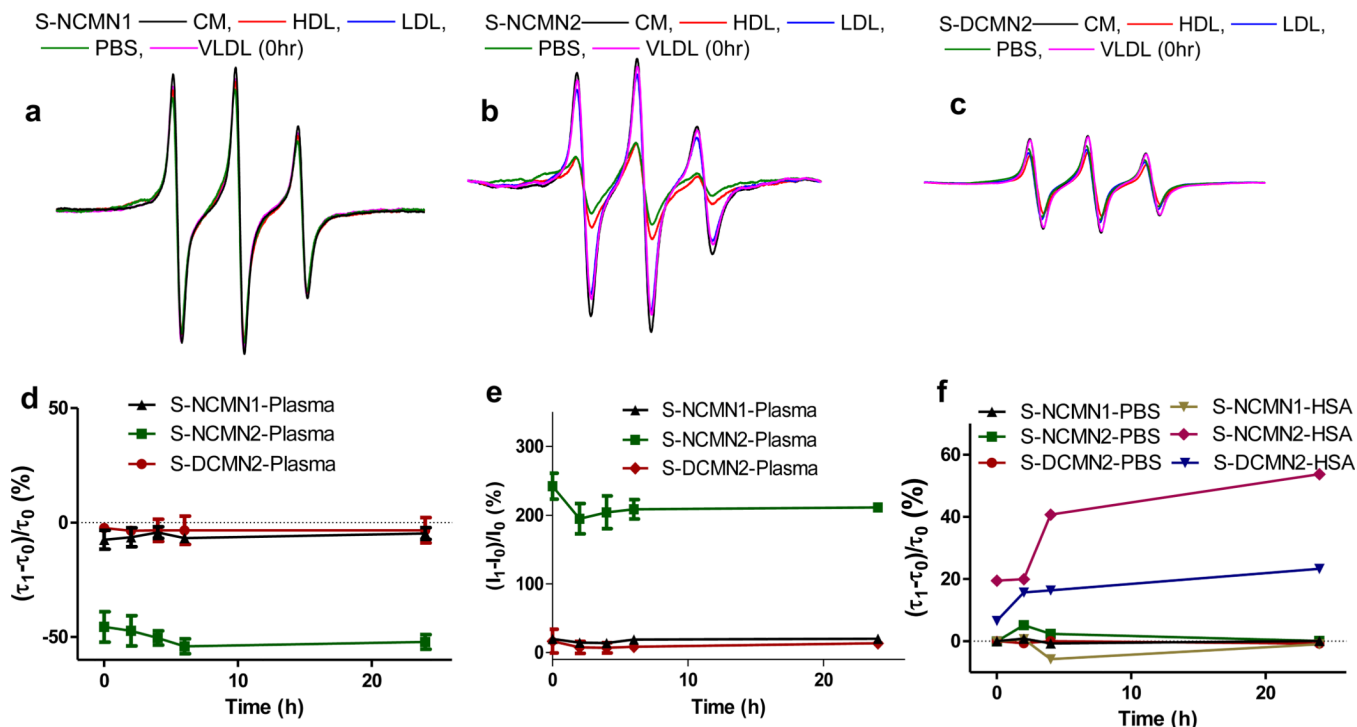 S-NCMN1 CM, HDL, LDL,
PBS, VLDL (0hr)
S-NCMN2 CM, HDL, LDL,
PBS, VLDL (0hr)
S-DCMN2 CM, HDL, LDL,
PBS, VLDL (0hr)
a
b
c
d
50
0
-50
(τ1-τ0)/τ0 (%)
S-NCMN1-Plasma
S-NCMN2-Plasma
S-DCMN2-Plasma
0 10 20
Time (h)
e
300
200
100
0
(I1-I0)/I0 (%)
S-NCMN1-Plasma
S-NCMN2-Plasma
S-DCMN2-Plasma
0 10 20
Time (h)
f
S-NCMN1-PBS S-NCMN1-HSA
S-NCMN2-PBS S-NCMN2-HSA
S-DCMN2-PBS S-DCMN2-HSA
60
40
20
0
(τ1-τ0)/τ0 (%)
0 10 20
Time (h)